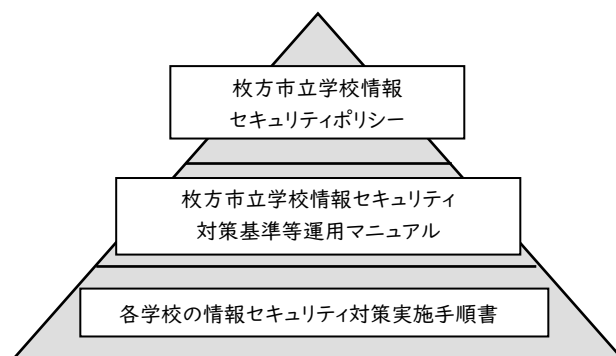 枚方市立学校情報
セキュリティポリシー
枚方市立学校情報セキュリティ
対策基準等運用マニュアル
各学校の情報セキュリティ対策実施手順書